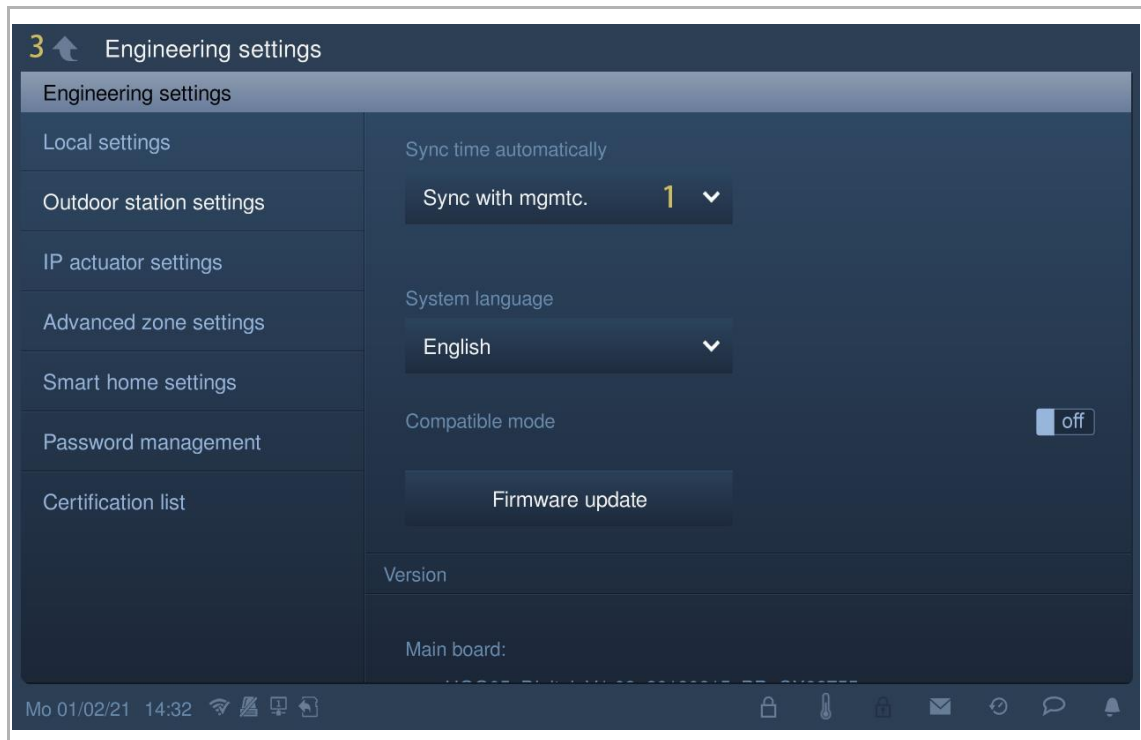 3 Engineering settings
Engineering settings
Local settings
Outdoor station settings
IP actuator settings
Advanced zone settings
Smart home settings
Password management
Certification list
Sync time automatically
Sync with mgmtc. 1
System language
English
Compatible mode off
Firmware update
Version
Main board:
Mo 01/02/21 14:32